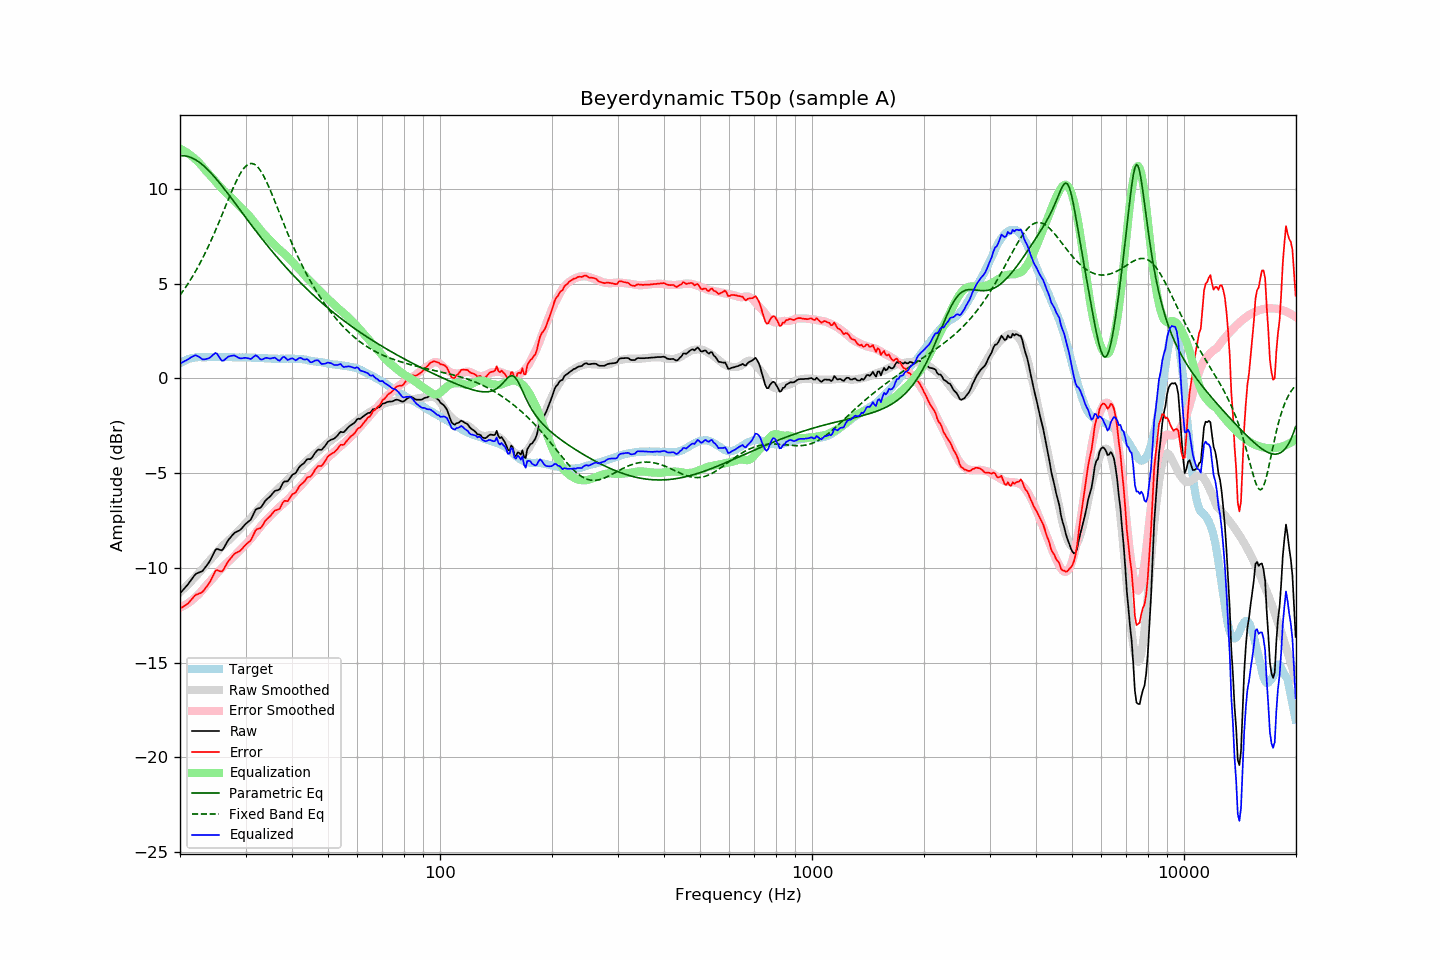 Beyerdynamic T50p (sample A)
Amplitude (dBr)
10
5
0
−5
−10
−15
−20
−25
Target
Raw Smoothed
Error Smoothed
Raw
Error
Equalization
Parametric Eq
Fixed Band Eq
Equalized
100
1000
10000
Frequency (Hz)